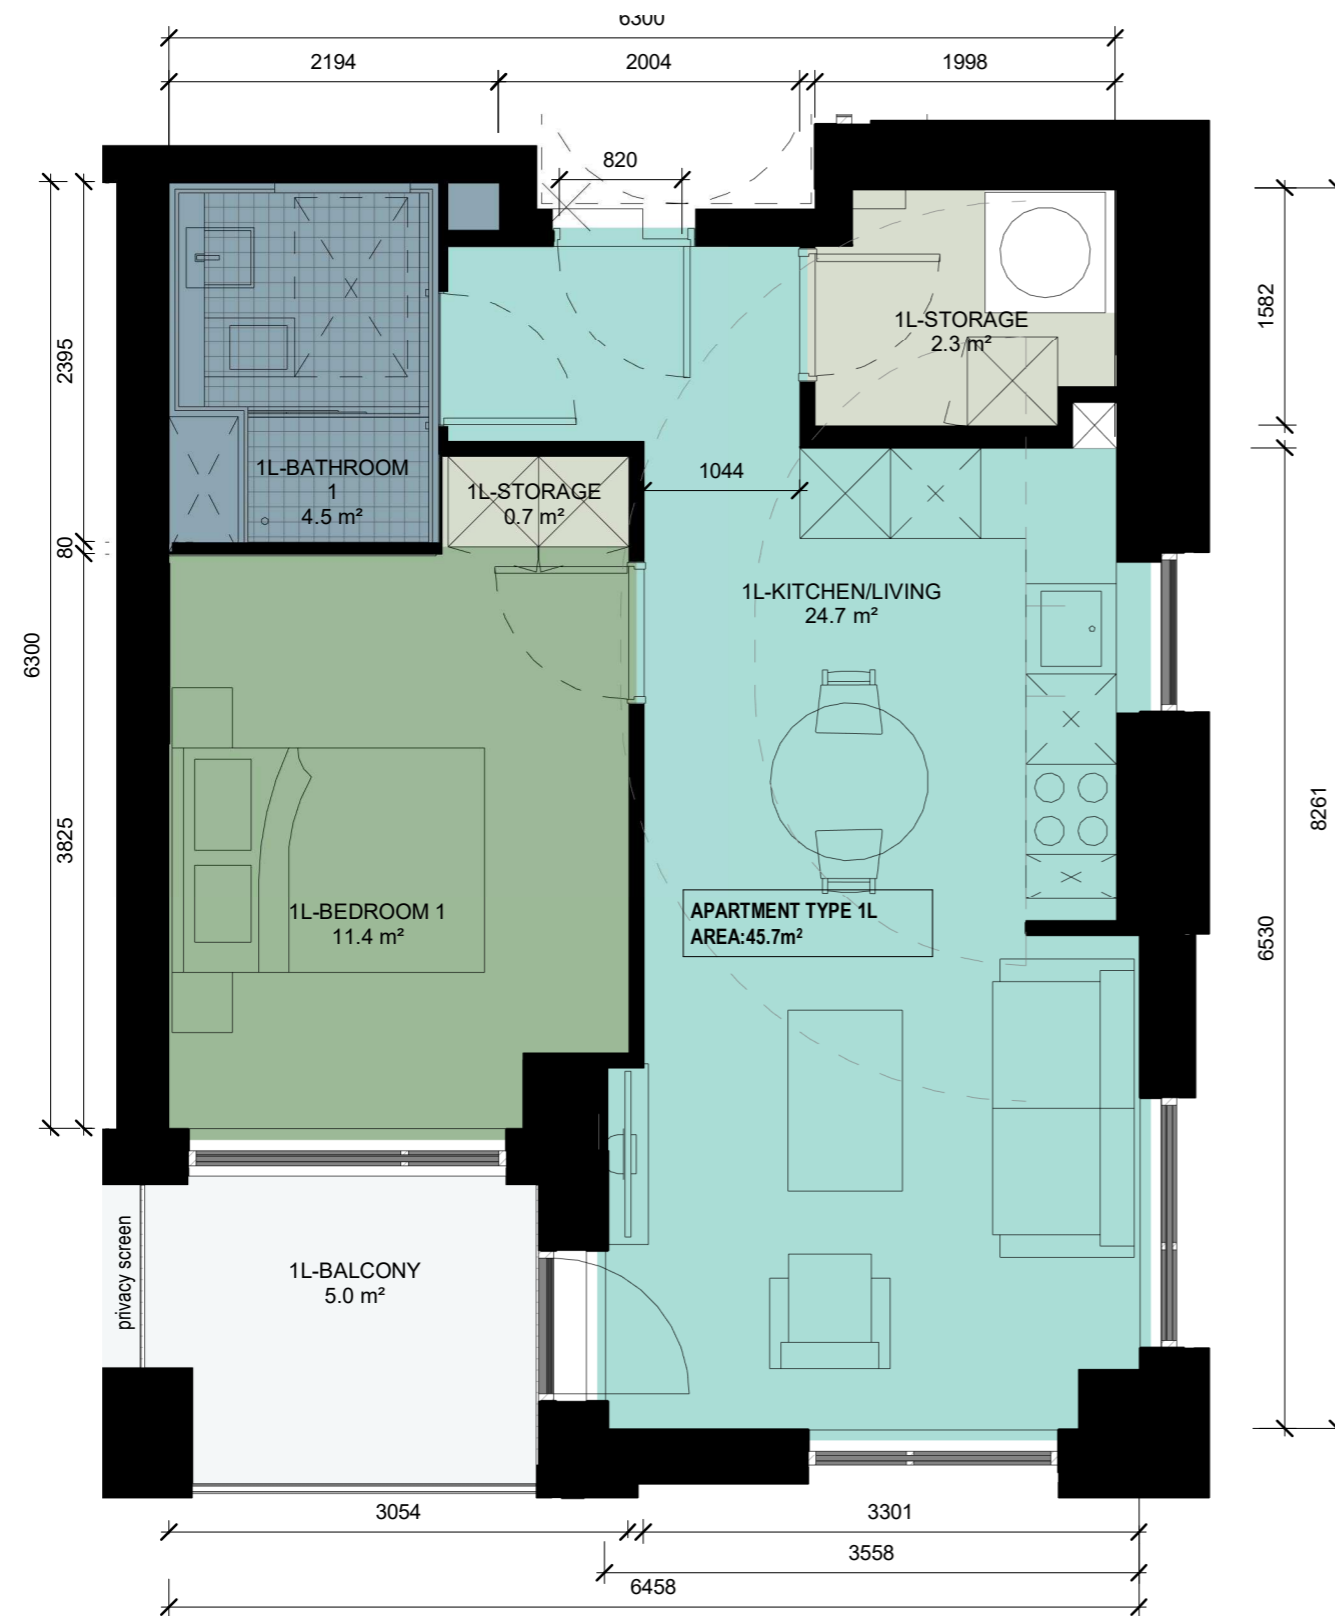 6300
2194
2004
1998
820
2395
1582
1L-STORAGE
2.3 m²
1L-BATHROOM
1
4.5 m²
1L-STORAGE
0.7 m²
1044
80
1L-KITCHEN/LIVING
24.7 m²
6300
3825
8261
6530
1L-BEDROOM 1
11.4 m²
APARTMENT TYPE 1L
AREA:45.7m²
privacy screen
1L-BALCONY
5.0 m²
3054
3301
3558
6458